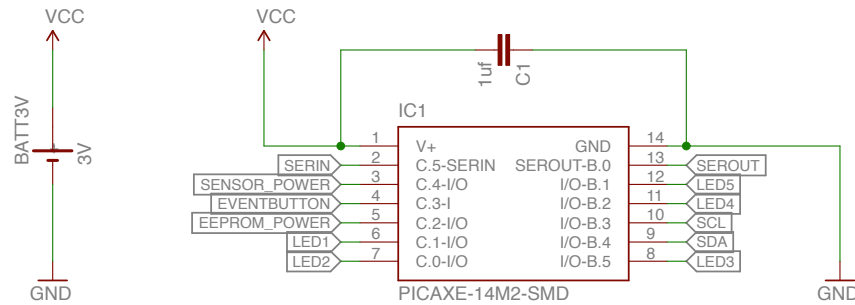 VCC
VCC
BATT3V
3V
1uf
C1
IC1
1 V+ GND 14
SERIN 2 C.5-SERIN SEROUT-B.0 13 SEROUT
SENSOR_POWER 3 C.4-I/O I/O-B.1 12 LED5
EVENTBUTTON 4 C.3-I I/O-B.2 11 LED4
EEPROM_POWER 5 C.2-I/O I/O-B.3 10 SCL
LED1 6 C.1-I/O I/O-B.4 9 SDA
LED2 7 C.0-I/O I/O-B.5 8 LED3
GND
PICAXE-14M2-SMD
GND